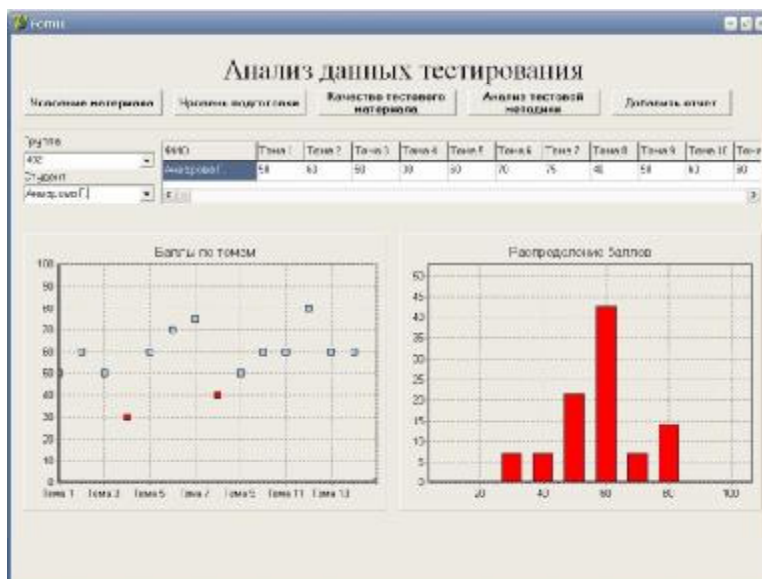 Анализ данных тестирования
Усвоение материала
Уровень подготовки
Качество тестового
материала
Анализ тестовой
методики
Добавить отчет
Группа
402
Студент
ФИО Тема 1 Тема 2 Тема 3 Тема 4 Тема 5 Тема 6 Тема 7 Тема 8 Тема 9 Тема 10
50 60 50 30 60 70 75 40 50 60 60
Баллы по темам
100
90
80
70
60
50
40
30
20
10
0
Тема 1 Тема 3 Тема 5 Тема 7 Тема 9 Тема 11 Тема 13
Распределение баллов
50
45
40
35
30
25
20
15
10
5
0
20 40 60 80 100